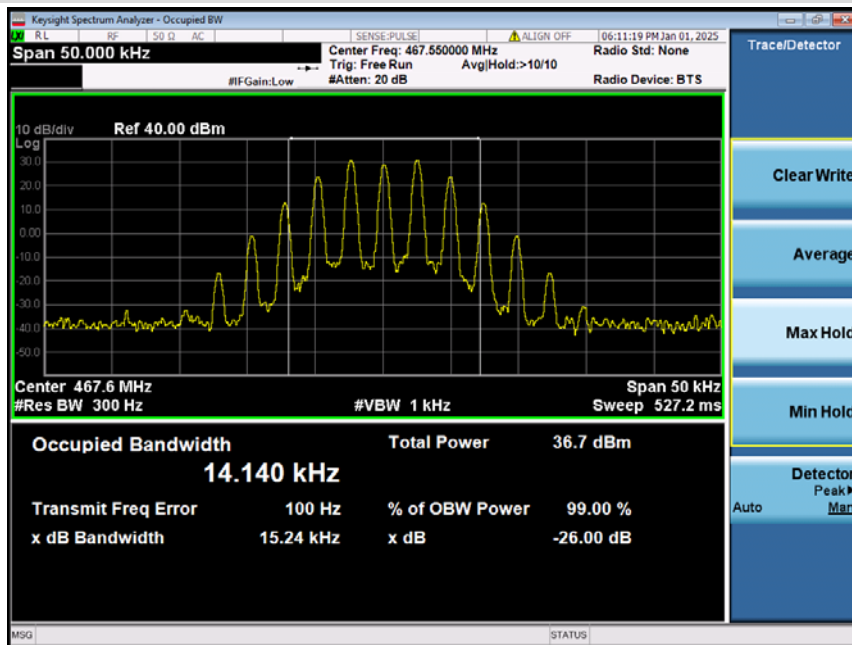 Keysight Spectrum Analyzer - Occupied BW
RL RF 50 Ω AC SENSE:PULSE ALIGN OFF 06:11:19 PM Jan 01, 2025
Span 50.000 kHz
Center Freq: 467.550000 MHz
Radio Std: None
Trig: Free Run
Avg|Hold:>10/10
#IFGain:Low
#Atten: 20 dB
Radio Device: BTS
10 dB/div
Ref 40.00 dBm
Log
30.0
20.0
10.0
0.00
-10.0
-20.0
-30.0
-40.0
-50.0
Center 467.6 MHz
Span 50 kHz
#Res BW 300 Hz
#VBW 1 kHz
Sweep 527.2 ms
Occupied Bandwidth
14.140 kHz
Total Power 36.7 dBm
Transmit Freq Error 100 Hz
% of OBW Power 99.00 %
x dB Bandwidth 15.24 kHz
x dB -26.00 dB
Trace/Detector
Clear Write
Average
Max Hold
Min Hold
Detector
Peak
Auto Man
MSG
STATUS